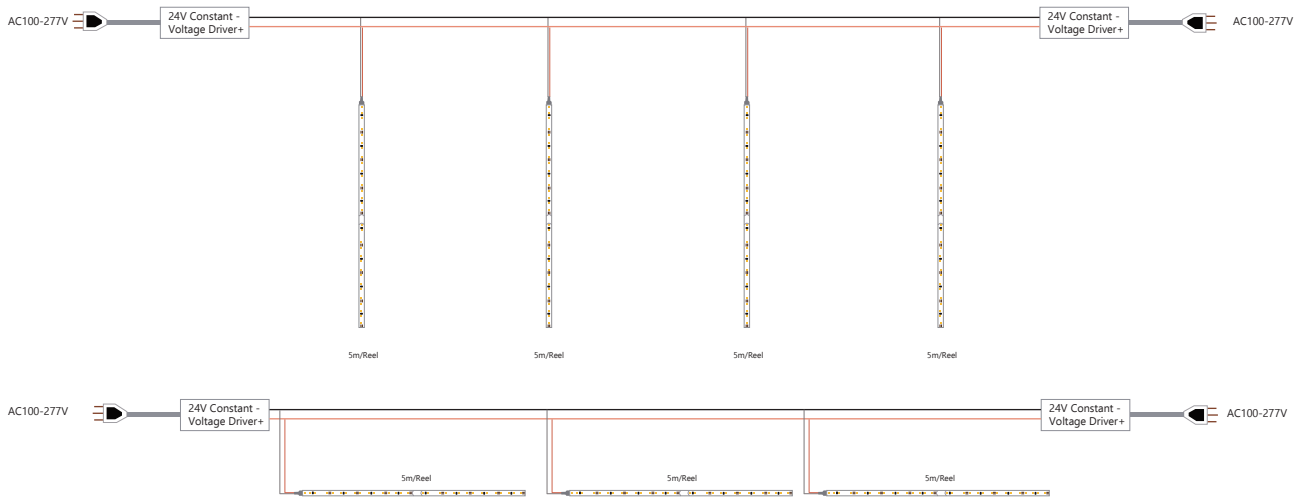 AC100-277V
24V Constant -
Voltage Driver+
24V Constant -
Voltage Driver+
AC100-277V
5m/Reel
5m/Reel
5m/Reel
5m/Reel
AC100-277V
24V Constant -
Voltage Driver+
24V Constant -
Voltage Driver+
AC100-277V
5m/Reel
5m/Reel
5m/Reel